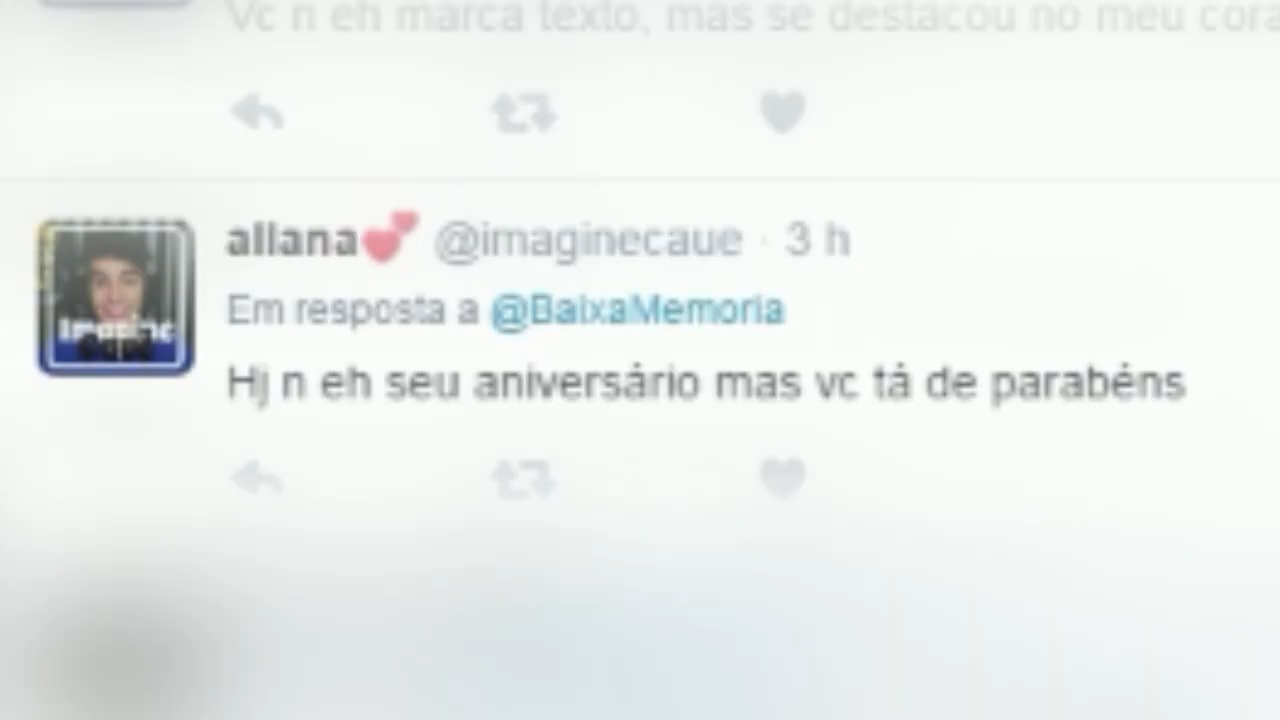 Vc n eh marca texto, mas se destacou no meu
allana💕 @imaginecaue · 3 h
Em resposta a @BaixaMemoria
Hj n eh seu aniversário mas vc tá de parabéns